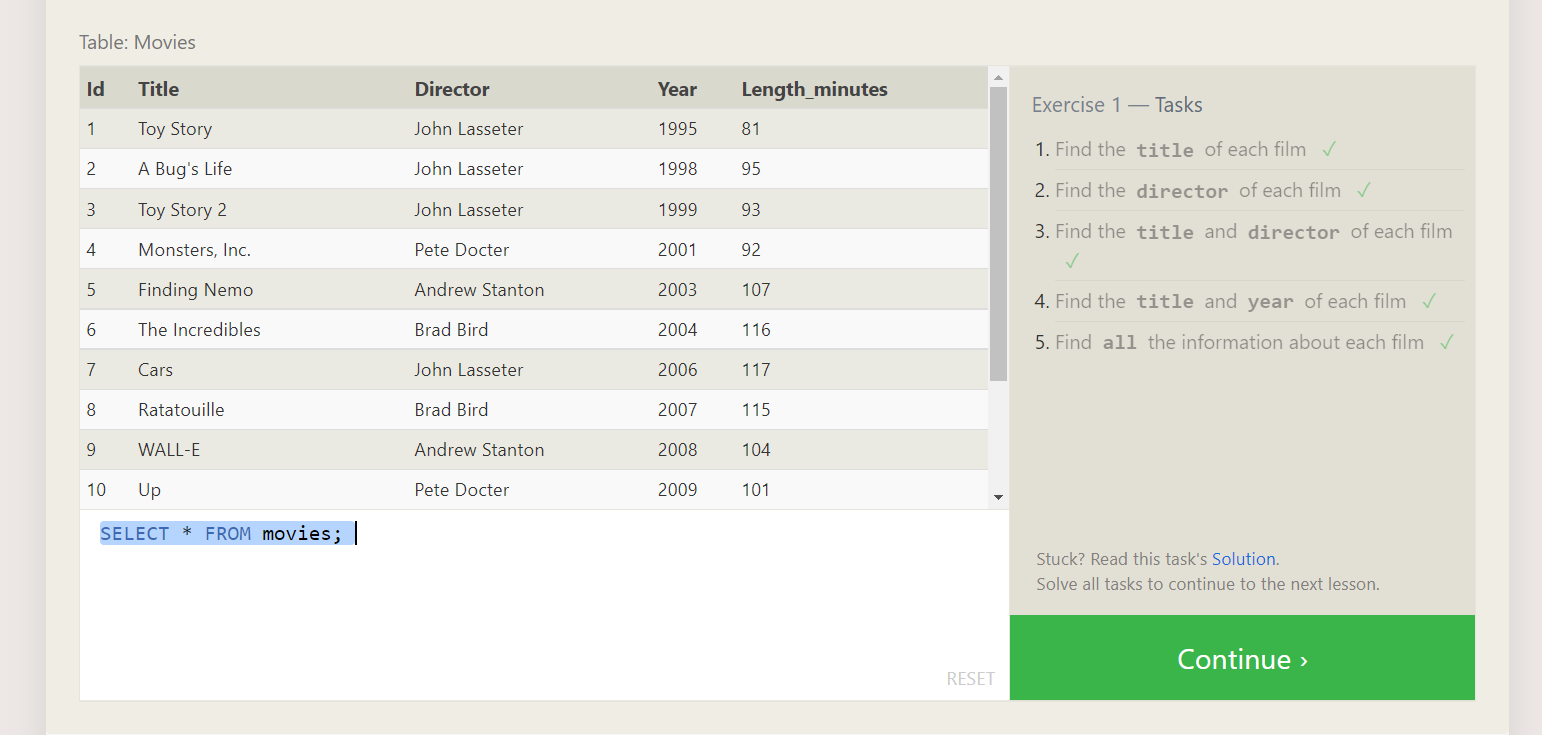 Table: Movies
Id Title Director Year Length_minutes
1 Toy Story John Lasseter 1995 81
2 A Bug's Life John Lasseter 1998 95
3 Toy Story 2 John Lasseter 1999 93
4 Monsters, Inc. Pete Docter 2001 92
5 Finding Nemo Andrew Stanton 2003 107
6 The Incredibles Brad Bird 2004 116
7 Cars John Lasseter 2006 117
8 Ratatouille Brad Bird 2007 115
9 WALL-E Andrew Stanton 2008 104
10 Up Pete Docter 2009 101
SELECT * FROM movies;
RESET
Exercise 1 — Tasks
1. Find the title of each film ✓
2. Find the director of each film ✓
3. Find the title and director of each film
✓
4. Find the title and year of each film ✓
5. Find all the information about each film ✓
Stuck? Read this task's Solution.
Solve all tasks to continue to the next lesson.
Continue ›